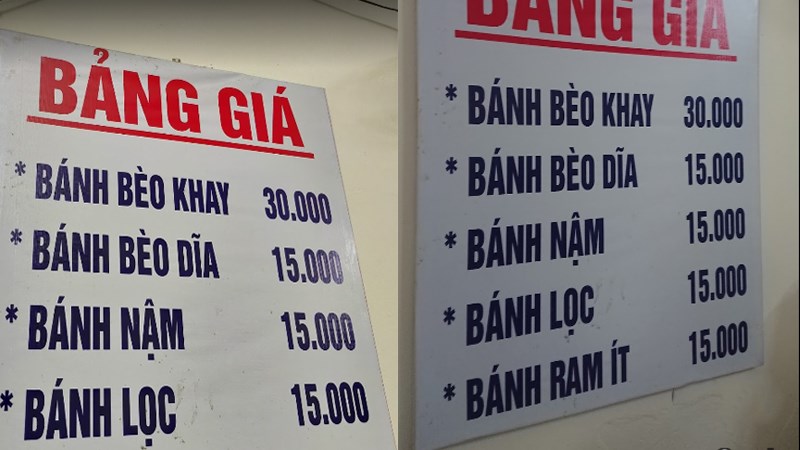 BẢNG GIÁ
* BÁNH BÈO KHAY 30.000
* BÁNH BÈO DĨA 15.000
* BÁNH NẬM 15.000
* BÁNH LỌC 15.000
BẢNG GIÁ
* BÁNH BÈO KHAY 30.000
* BÁNH BÈO DĨA 15.000
* BÁNH NẬM 15.000
* BÁNH LỌC 15.000
* BÁNH RAM ÍT 15.000